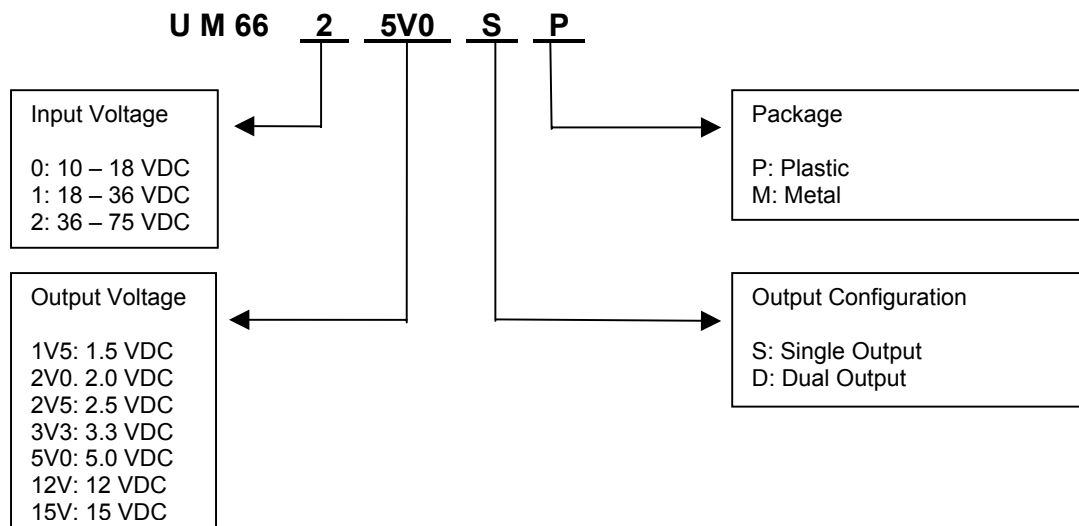 U M 66 2 5V0 S P
Input Voltage
0: 10 – 18 VDC
1: 18 – 36 VDC
2: 36 – 75 VDC
Package
P: Plastic
M: Metal
Output Voltage
1V5: 1.5 VDC
2V0. 2.0 VDC
2V5: 2.5 VDC
3V3: 3.3 VDC
5V0: 5.0 VDC
12V: 12 VDC
15V: 15 VDC
Output Configuration
S: Single Output
D: Dual Output